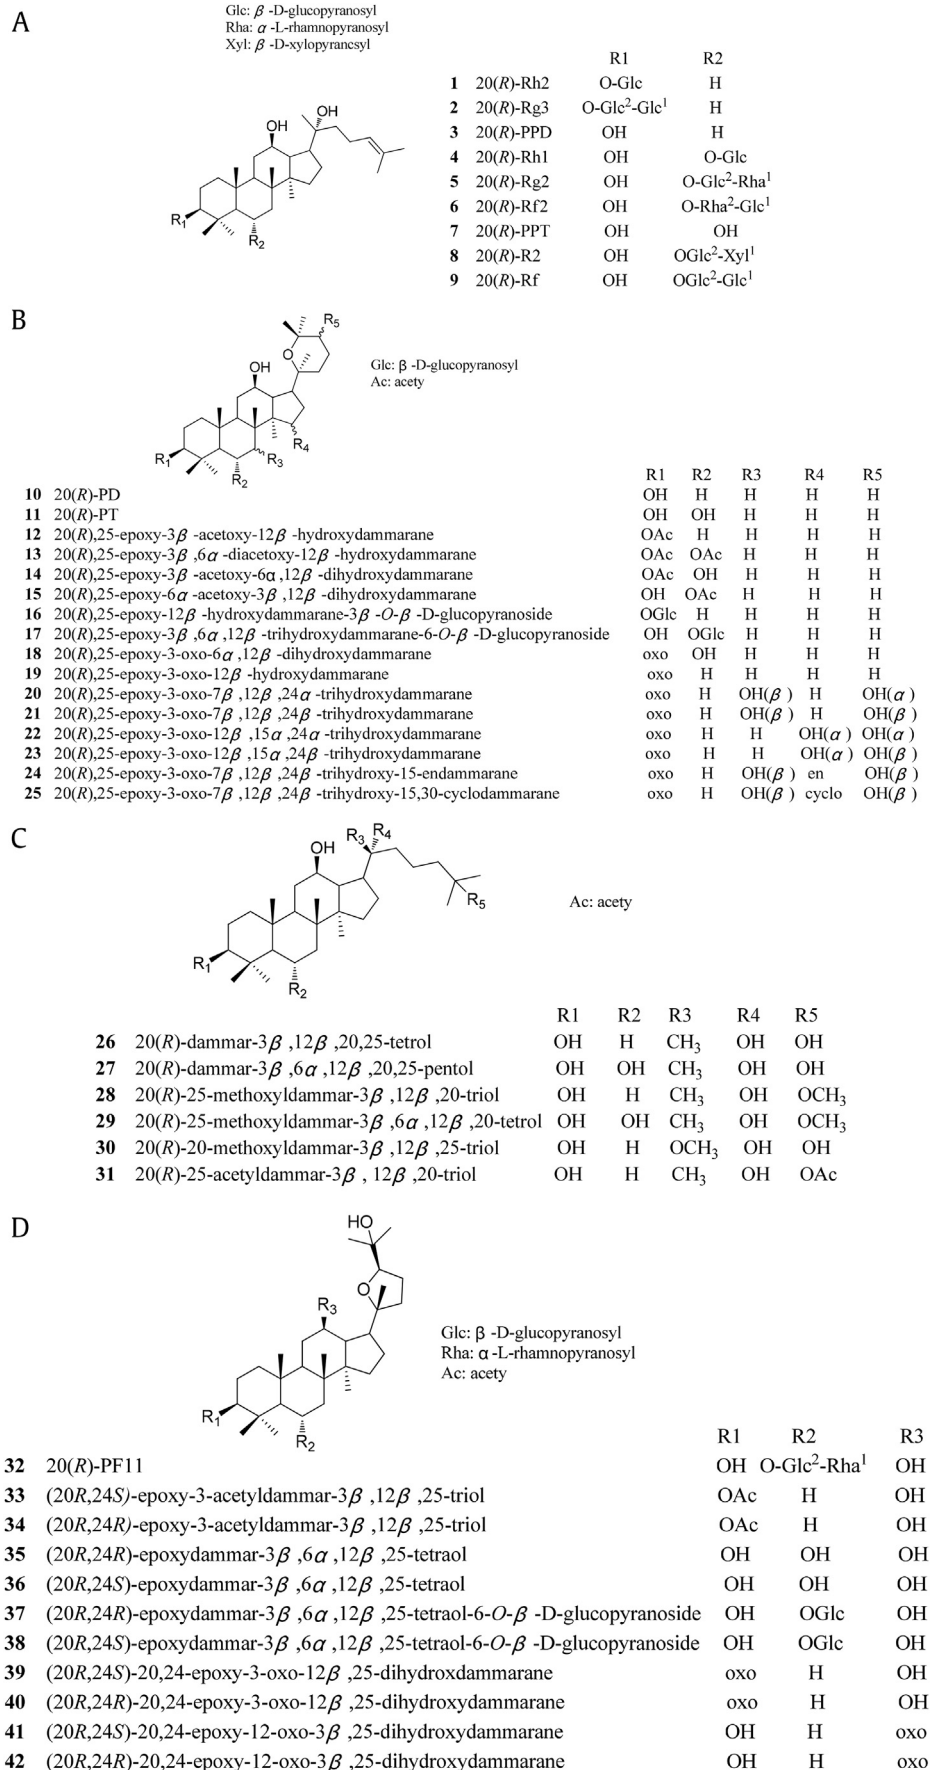 A
Glc: β -D-glucopyranosyl
Rha: α -L-rhamnopyranosyl
Xyl: β -D-xylopyrancsyl
OH
OH
R1
R2
R1 R2
1 20(R)-Rh2 O-Glc H
2 20(R)-Rg3 O-Glc²-Glc¹ H
3 20(R)-PPD OH H
4 20(R)-Rh1 OH O-Glc
5 20(R)-Rg2 OH O-Glc²-Rha¹
6 20(R)-Rf2 OH O-Rha²-Glc¹
7 20(R)-PPT OH OH
8 20(R)-R2 OH OGlc²-Xyl¹
9 20(R)-Rf OH OGlc²-Glc¹
B
R5
O
OH
R4
R3
R1
R2
Glc: β -D-glucopyranosyl
Ac: acety
R1 R2 R3 R4 R5
10 20(R)-PD OH H H H H
11 20(R)-PT OH OH H H H
12 20(R),25-epoxy-3β -acetoxy-12β -hydroxydammarane OAc H H H H
13 20(R),25-epoxy-3β ,6α -diacetoxy-12β -hydroxydammarane OAc OAc H H H
14 20(R),25-epoxy-3β -acetoxy-6α,12β -dihydroxydammarane OAc OH H H H
15 20(R),25-epoxy-6α -acetoxy-3β ,12β -dihydroxydammarane OH OAc H H H
16 20(R),25-epoxy-12β -hydroxydammarane-3β -O-β -D-glucopyranoside OGlc H H H H
17 20(R),25-epoxy-3β ,6α ,12β -trihydroxydammarane-6-O-β -D-glucopyranoside OH OGlc H H H
18 20(R),25-epoxy-3-oxo-6α ,12β -dihydroxydammarane oxo OH H H H
19 20(R),25-epoxy-3-oxo-12β -hydroxydammarane oxo H H H H
20 20(R),25-epoxy-3-oxo-7β ,12β ,24α -trihydroxydammarane oxo H OH(β ) H OH(α )
21 20(R),25-epoxy-3-oxo-7β ,12β ,24β -trihydroxydammarane oxo H OH(β ) H OH(β )
22 20(R),25-epoxy-3-oxo-12β ,15α ,24α -trihydroxydammarane oxo H H OH(α ) OH(α )
23 20(R),25-epoxy-3-oxo-12β ,15α ,24β -trihydroxydammarane oxo H H OH(α ) OH(β )
24 20(R),25-epoxy-3-oxo-7β ,12β ,24β -trihydroxy-15-endammarane oxo H OH(β ) en OH(β )
25 20(R),25-epoxy-3-oxo-7β ,12β ,24β -trihydroxy-15,30-cyclodammarane oxo H OH(β ) cyclo OH(β )
C
R3 R4
OH
R5
R1
R2
Ac: acety
R1 R2 R3 R4 R5
26 20(R)-dammar-3β ,12β ,20,25-tetrol OH H CH₃ OH OH
27 20(R)-dammar-3β ,6α ,12β ,20,25-pentol OH OH CH₃ OH OH
28 20(R)-25-methoxyldammar-3β ,12β ,20-triol OH H CH₃ OH OCH₃
29 20(R)-25-methoxyldammar-3β ,6α ,12β ,20-tetrol OH OH CH₃ OH OCH₃
30 20(R)-20-methoxyldammar-3β ,12β ,25-triol OH H OCH₃ OH OH
31 20(R)-25-acetyldammar-3β , 12β ,20-triol OH H CH₃ OH OAc
D
HO
O
R3
R1
R2
Glc: β -D-glucopyranosyl
Rha: α -L-rhamnopyranosyl
Ac: acety
R1 R2 R3
32 20(R)-PF11 OH O-Glc²-Rha¹ OH
33 (20R,24S)-epoxy-3-acetyldammar-3β ,12β ,25-triol OAc H OH
34 (20R,24R)-epoxy-3-acetyldammar-3β ,12β ,25-triol OAc H OH
35 (20R,24R)-epoxydammar-3β ,6α ,12β ,25-tetraol OH OH OH
36 (20R,24S)-epoxydammar-3β ,6α ,12β ,25-tetraol OH OH OH
37 (20R,24R)-epoxydammar-3β ,6α ,12β ,25-tetraol-6-O-β -D-glucopyranoside OH OGlc OH
38 (20R,24S)-epoxydammar-3β ,6α ,12β ,25-tetraol-6-O-β -D-glucopyranoside OH OGlc OH
39 (20R,24S)-20,24-epoxy-3-oxo-12β ,25-dihydroxdammarane oxo H OH
40 (20R,24R)-20,24-epoxy-3-oxo-12β ,25-dihydroxydammarane oxo H OH
41 (20R,24S)-20,24-epoxy-12-oxo-3β ,25-dihydroxydammarane OH H oxo
42 (20R,24R)-20,24-epoxy-12-oxo-3β ,25-dihydroxydammarane OH H oxo